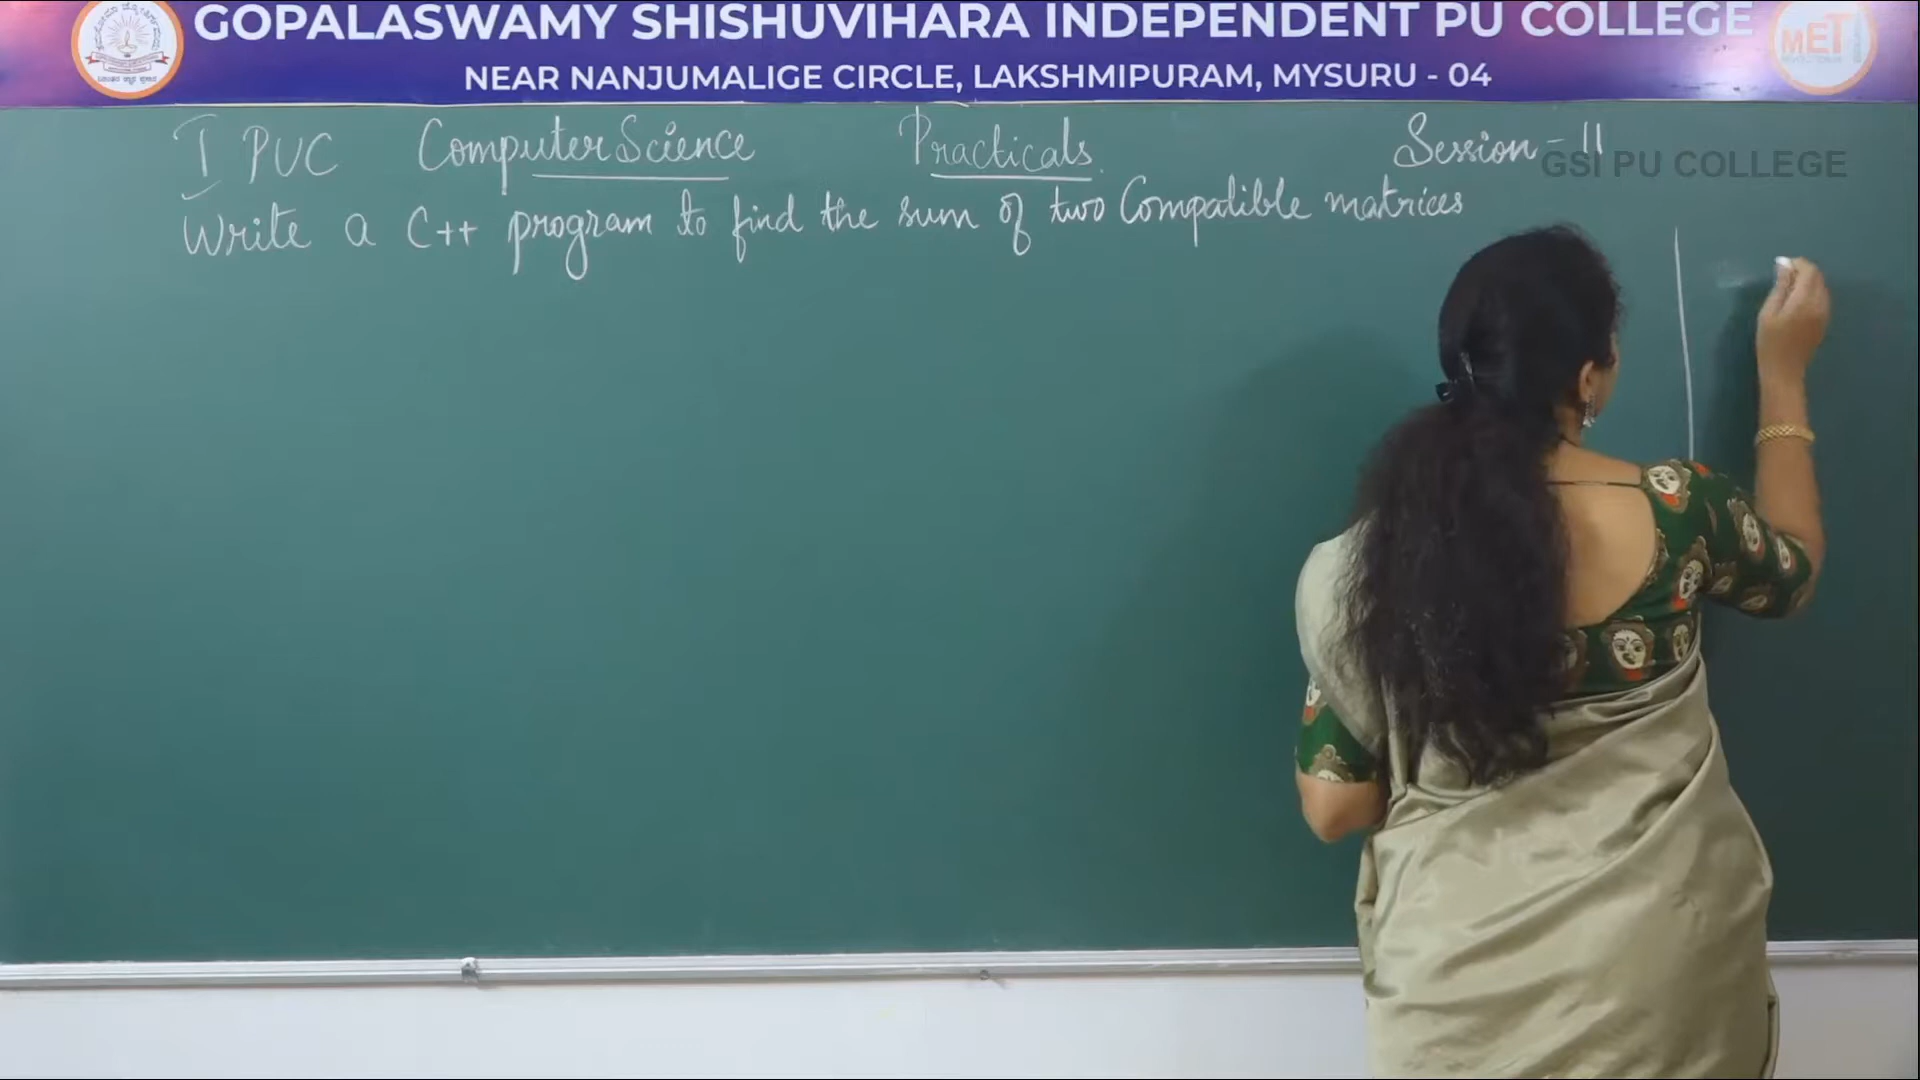 GOPALASWAMY SHISHUVIHARA INDEPENDENT PU COLLEGE
NEAR NANJUMALIGE CIRCLE, LAKSHMIPURAM, MYSURU - 04
MET
I PUC Computer Science Practicals Session - 11
GSI PU COLLEGE
Write a C++ program to find the sum of two Compatible matrices